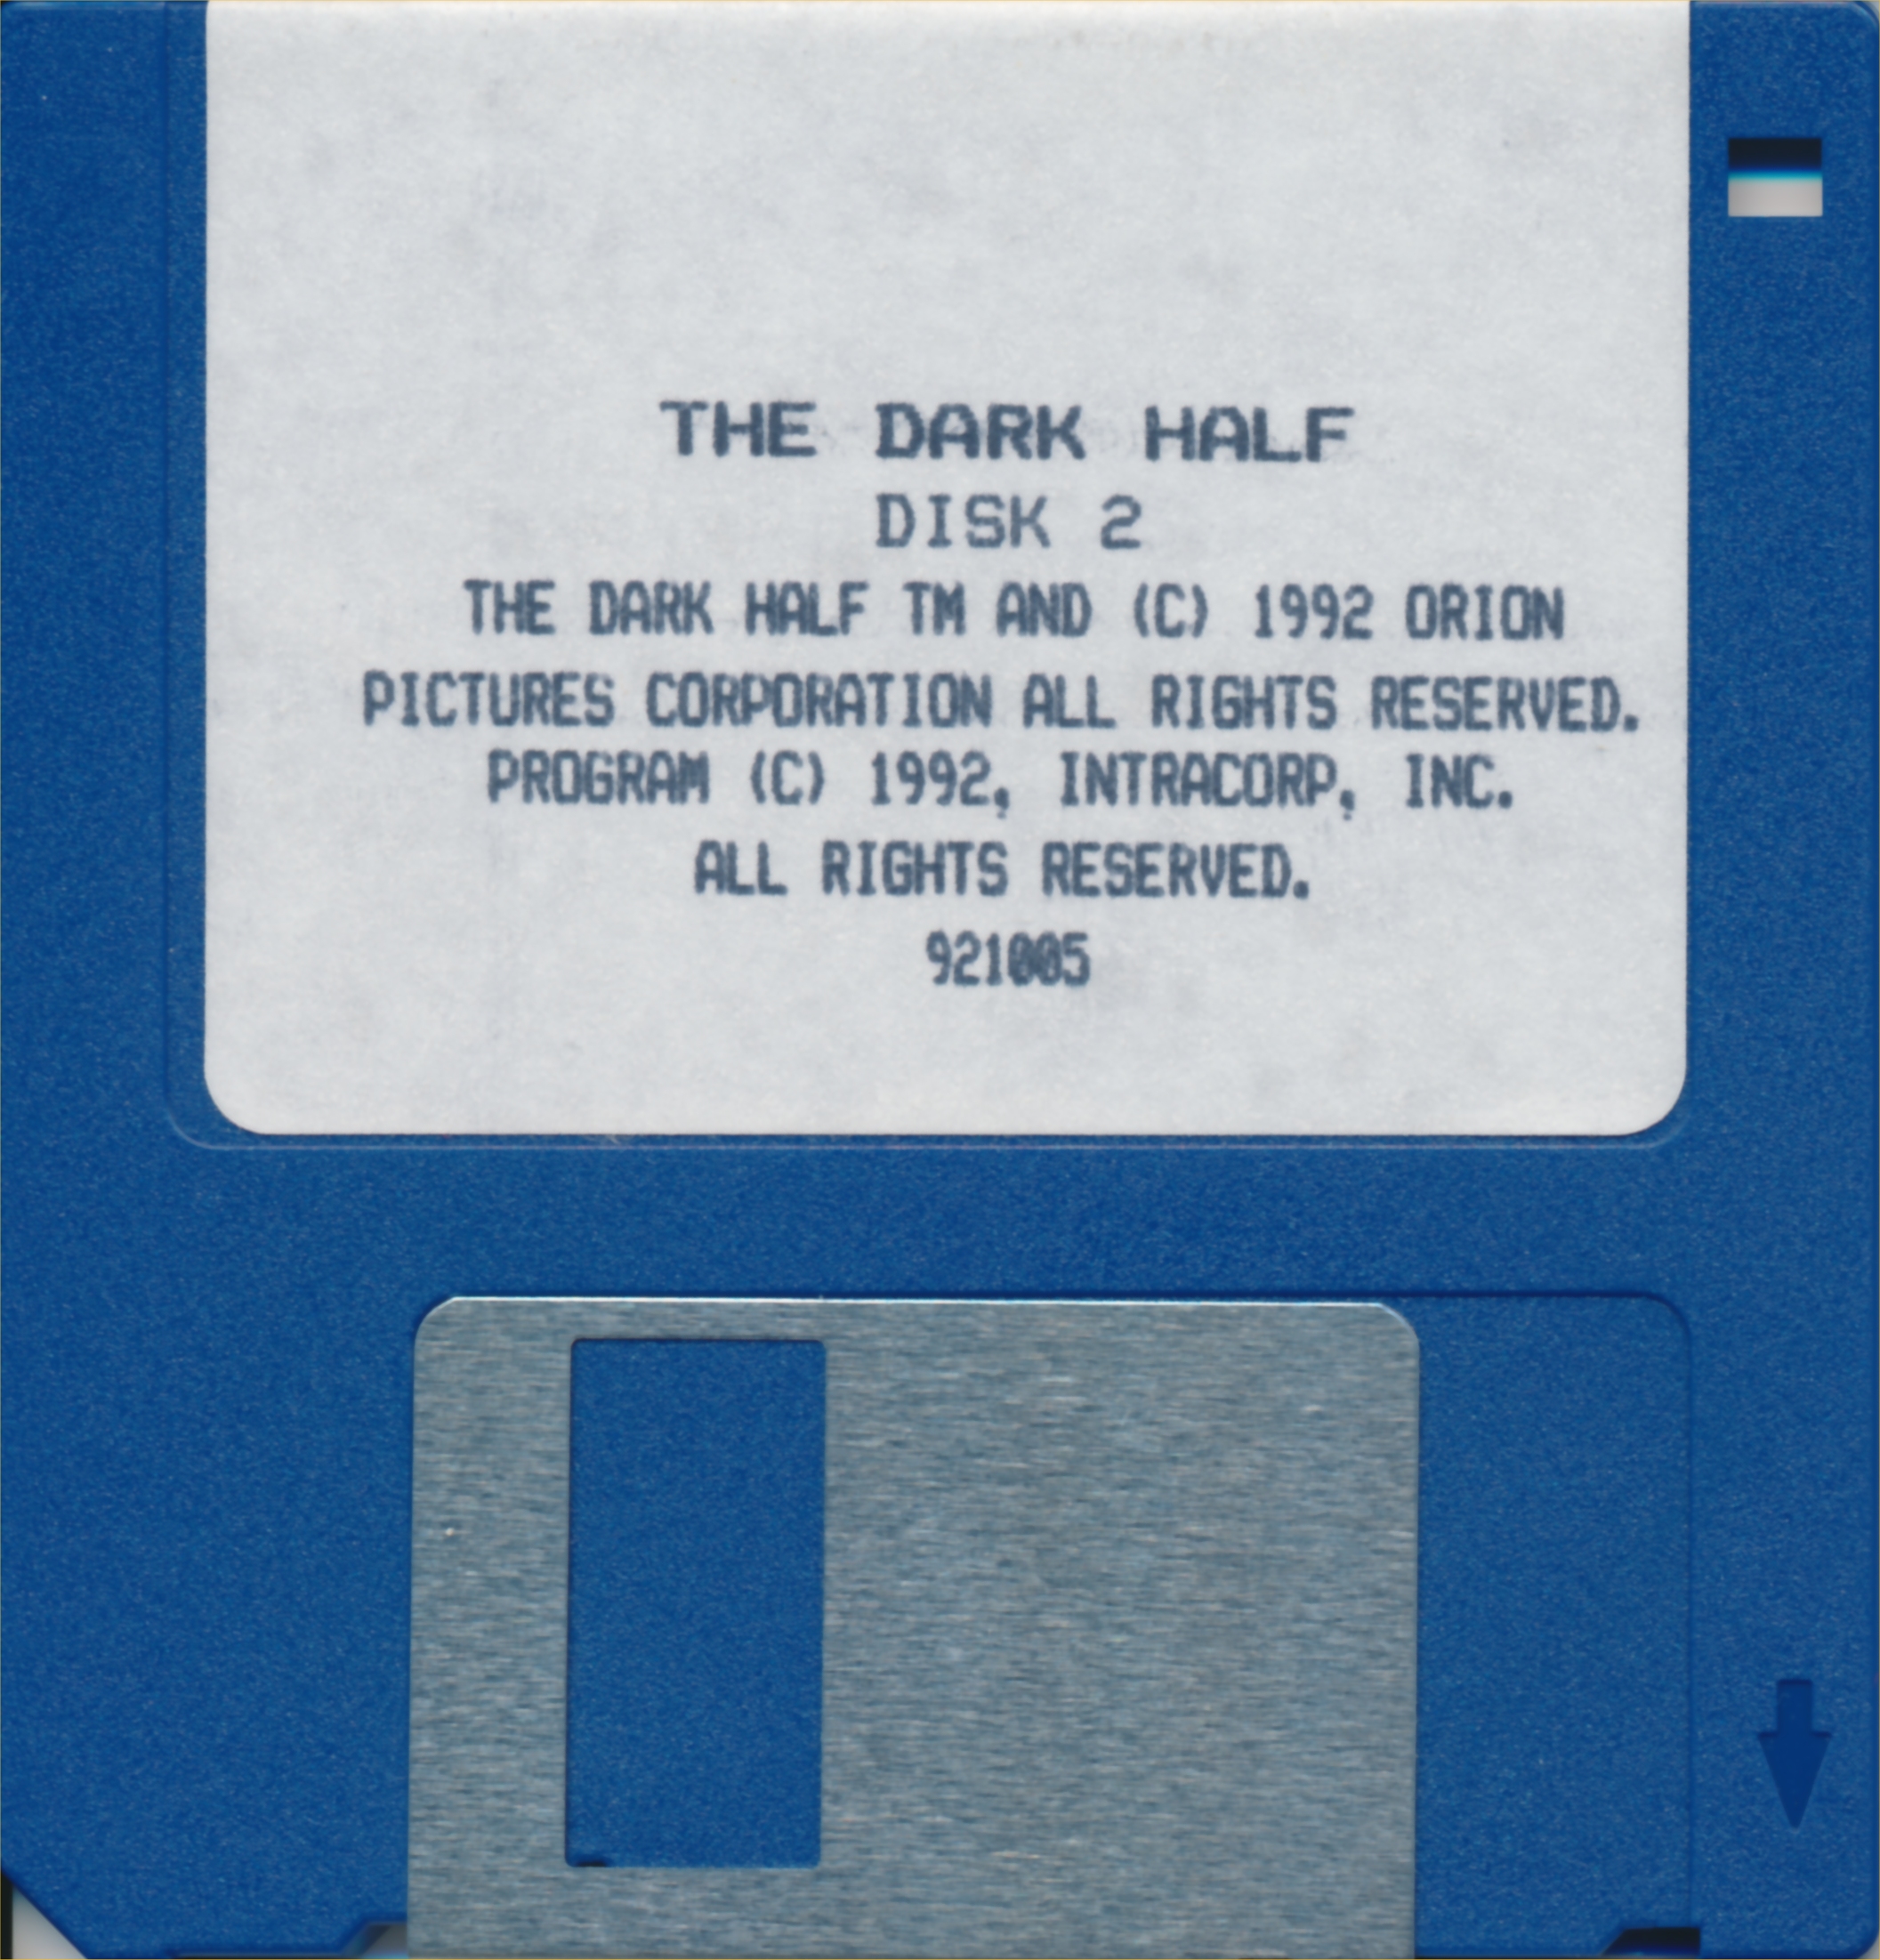 THE DARK HALF
DISK 2
THE DARK HALF TM AND (C) 1992 ORION
PICTURES CORPORATION ALL RIGHTS RESERVED.
PROGRAM (C) 1992, INTRACORP, INC.
ALL RIGHTS RESERVED.
921005